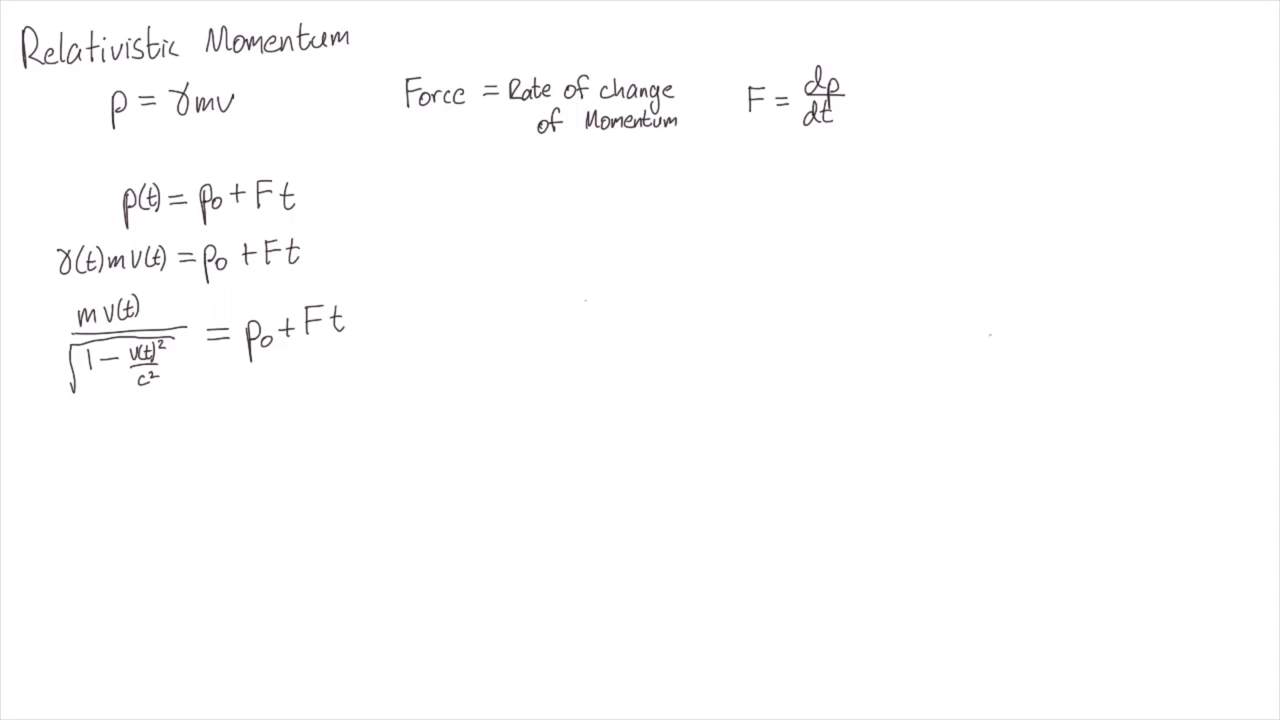 Relativistic Momentum
p = γmv
Force = Rate of change
of Momentum
F = dp/dt
p(t) = p₀ + Ft
γ(t)mv(t) = p₀ + Ft
mv(t)/√(1 − v(t)²/c²) = p₀ + Ft